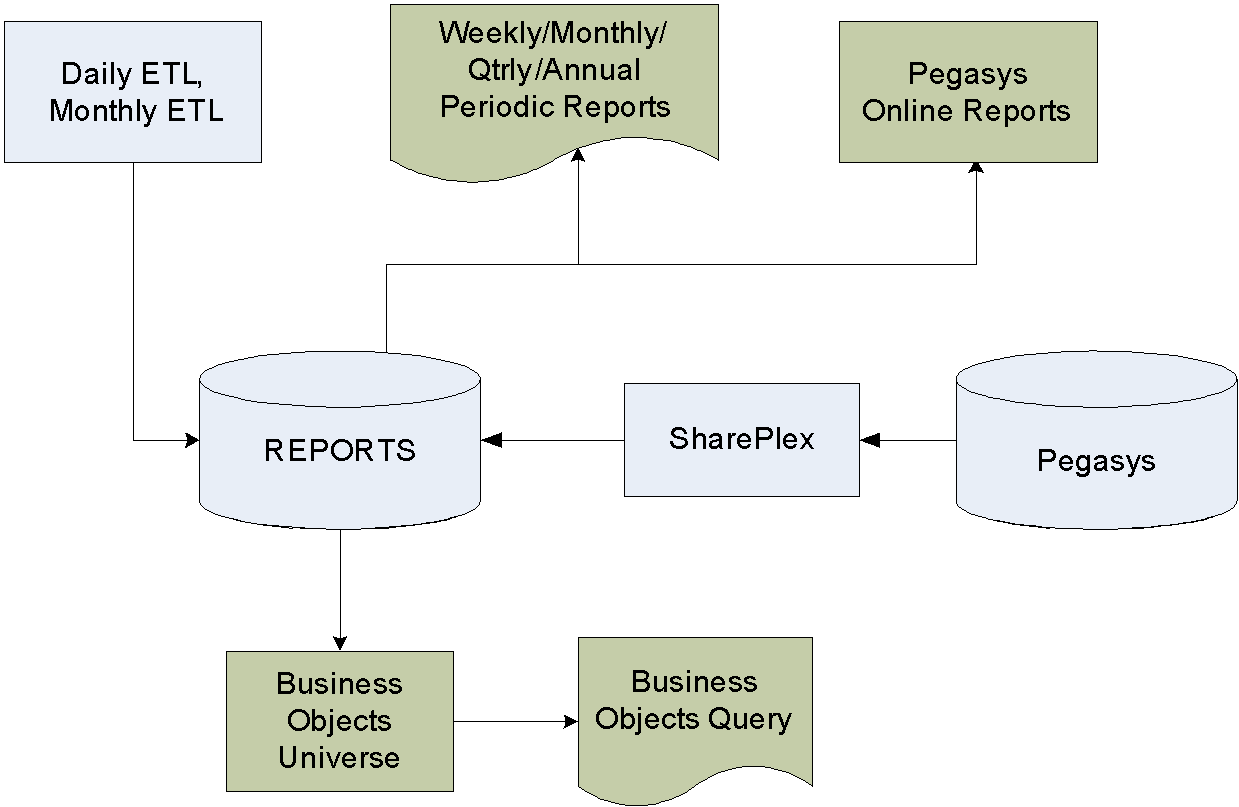 Daily ETL,
Monthly ETL
Weekly/Monthly/
Qtrly/Annual
Periodic Reports
Pegasys
Online Reports
REPORTS
SharePlex
Pegasys
Business
Objects
Universe
Business
Objects Query